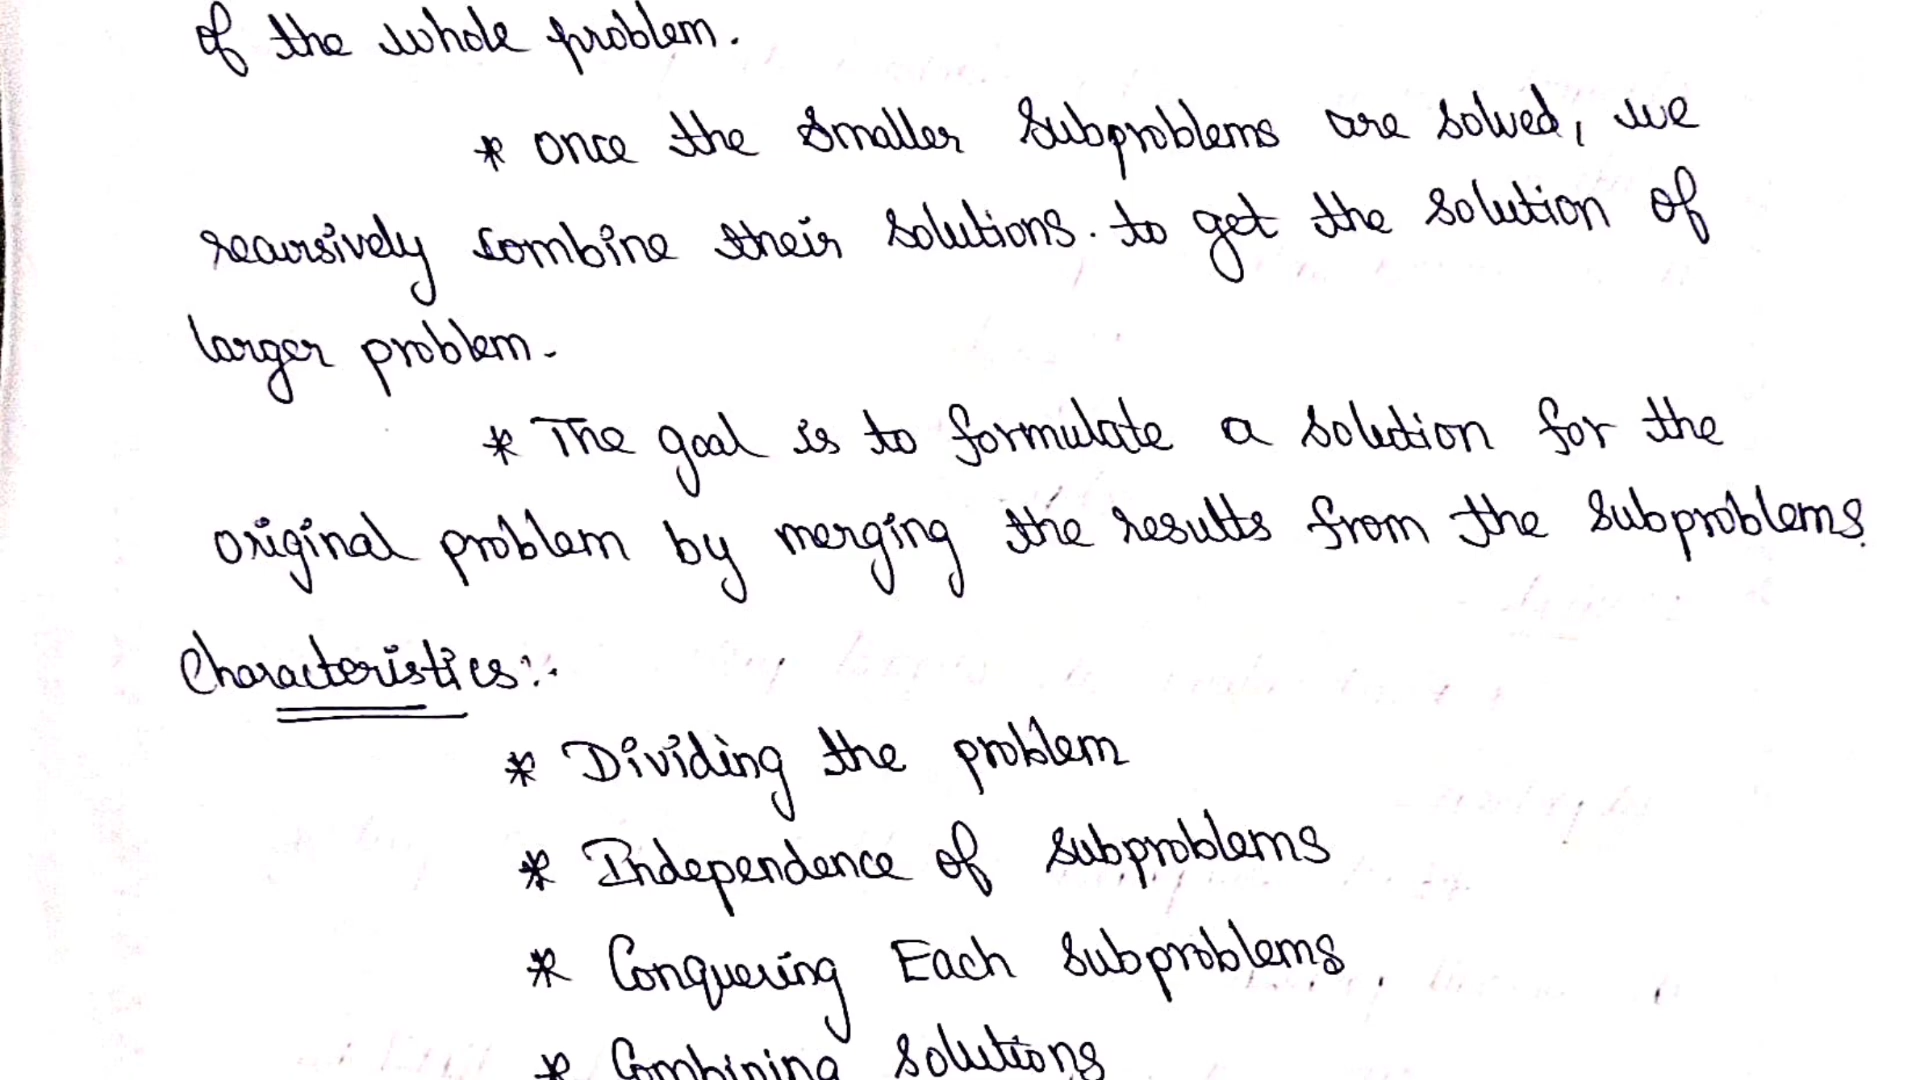 of the whole problem.
* once the smaller subproblems are solved, we
recursively combine their solutions. to get the solution of
larger problem.
* The goal is to formulate a solution for the
original problem by merging the results from the subproblems.
Characteristics:-
* Dividing the problem
* Independence of subproblems
* Conquering Each subproblems
* Combining solutions